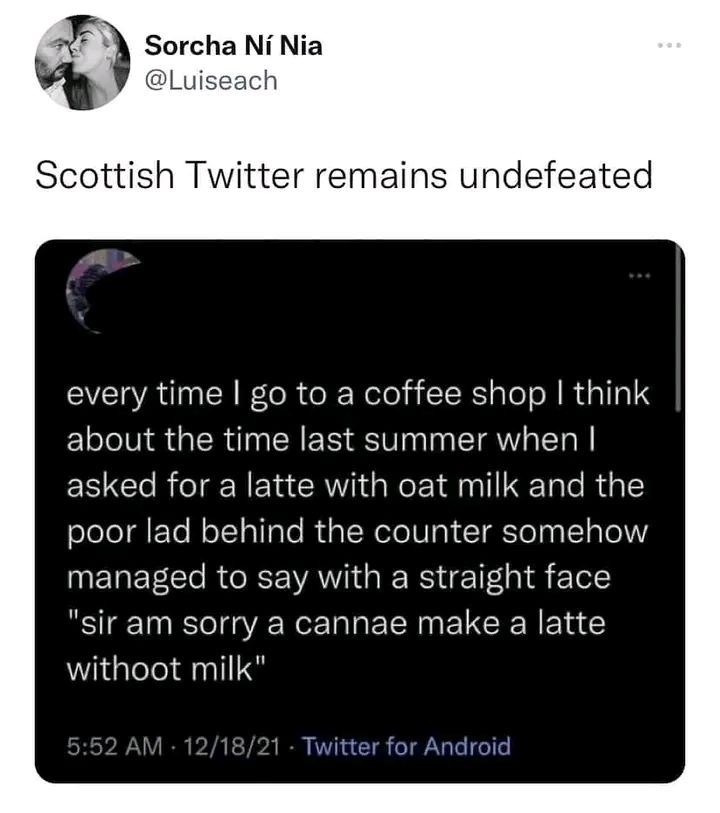 Sorcha Ní Nia
@Luiseach
Scottish Twitter remains undefeated
every time I go to a coffee shop I think
about the time last summer when I
asked for a latte with oat milk and the
poor lad behind the counter somehow
managed to say with a straight face
"sir am sorry a cannae make a latte
withoot milk"
5:52 AM · 12/18/21 · Twitter for Android